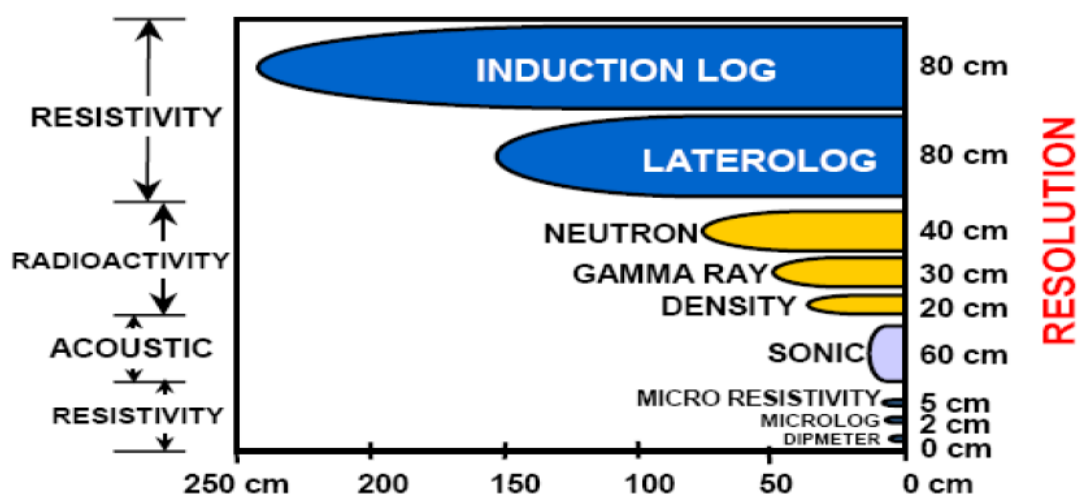 RESISTIVITY
RADIOACTIVITY
ACOUSTIC
RESISTIVITY
INDUCTION LOG
80 cm
LATEROLOG
80 cm
NEUTRON
40 cm
GAMMA RAY
30 cm
DENSITY
20 cm
SONIC
60 cm
MICRO RESISTIVITY
5 cm
MICROLOG
2 cm
DIPMETER
0 cm
RESOLUTION
250 cm 200 150 100 50 0 cm